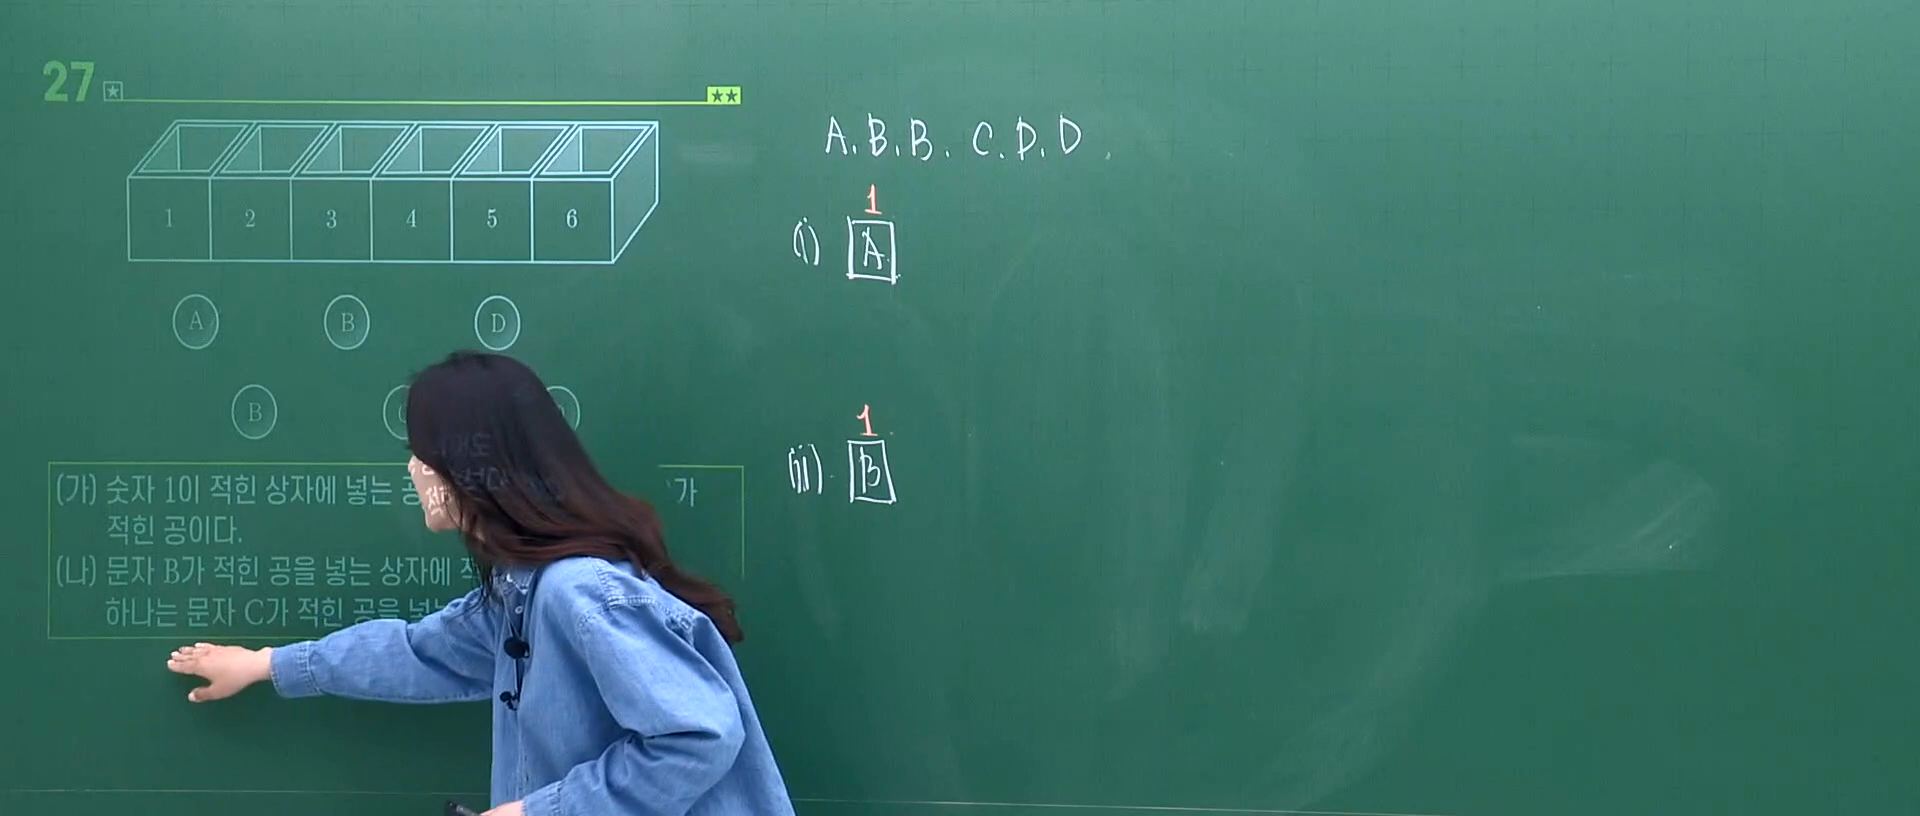 27
1 2 3 4 5 6
A B D
B
(가) 숫자 1이 적힌 상자에 넣는 가
적힌 공이다.
(나) 문자 B가 적힌 공을 넣는 상자에
하나는 문자 C가 적힌 공을
A. B. B. C. D. D
1
(i) A
1
(ii) B